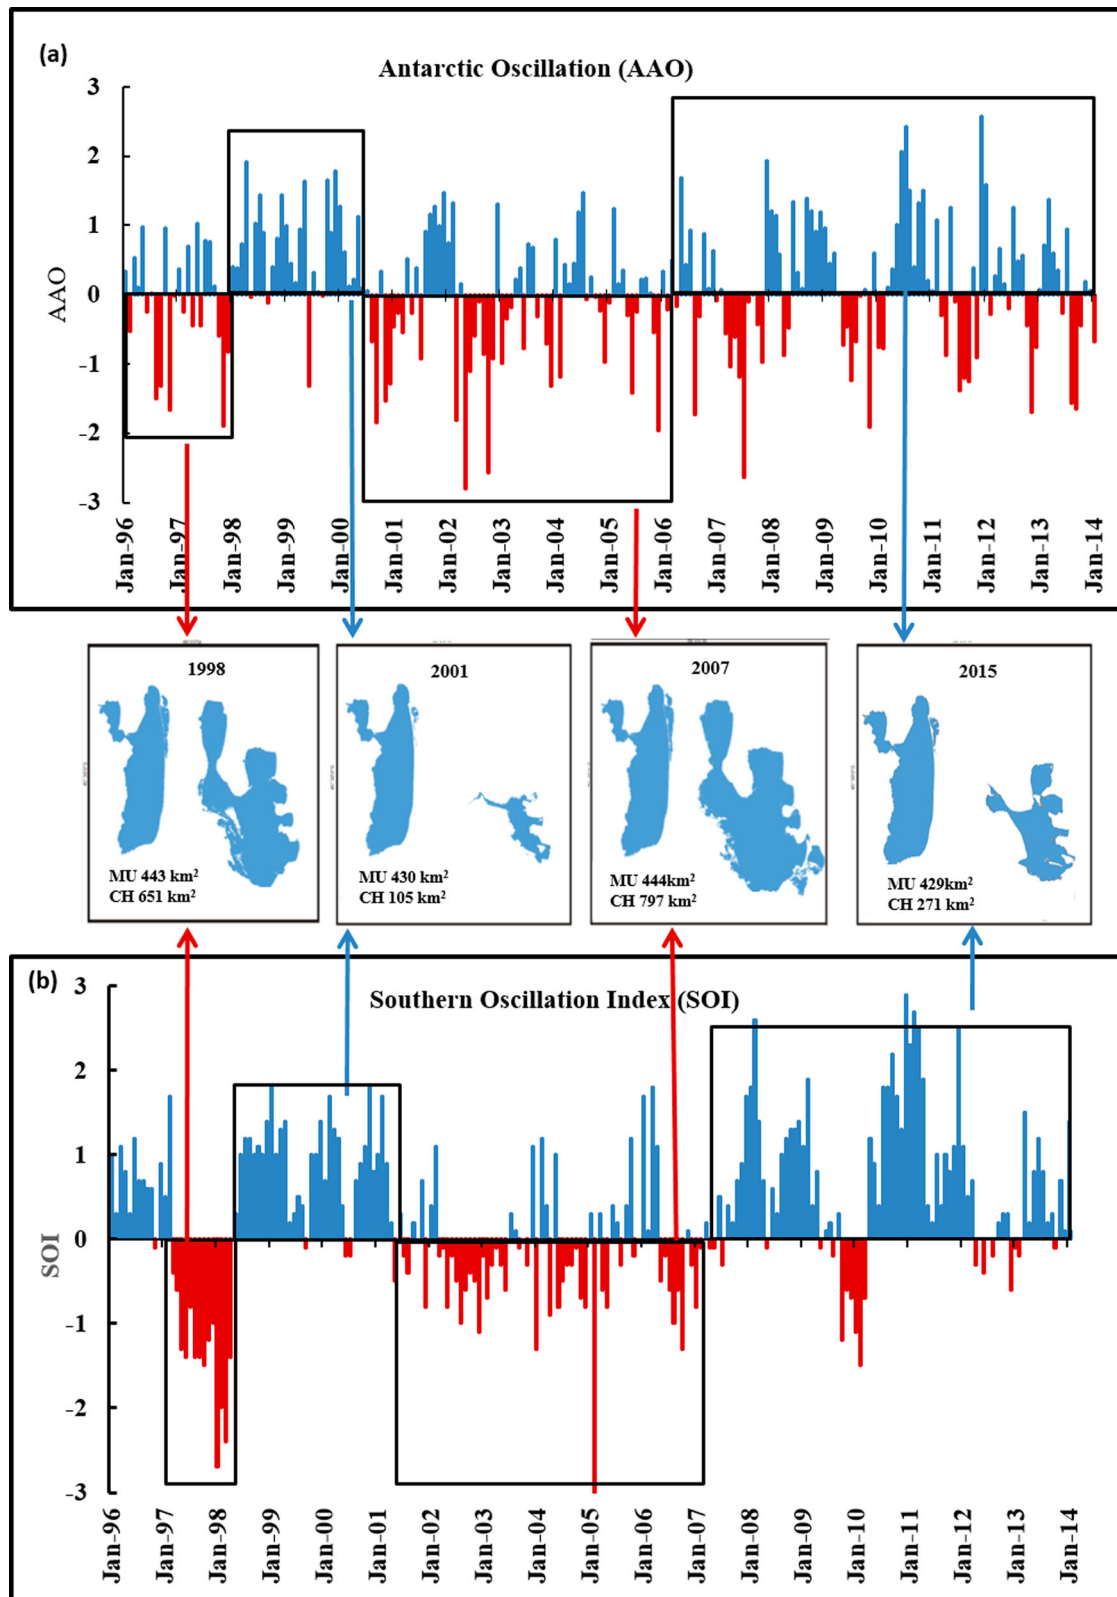 (a)
Antarctic Oscillation (AAO)
3
2
1
0
-1
-2
-3
AAO
Jan-96
Jan-97
Jan-98
Jan-99
Jan-00
Jan-01
Jan-02
Jan-03
Jan-04
Jan-05
Jan-06
Jan-07
Jan-08
Jan-09
Jan-10
Jan-11
Jan-12
Jan-13
Jan-14
1998
MU 443 km²
CH 651 km²
2001
MU 430 km²
CH 105 km²
2007
MU 444km²
CH 797 km²
2015
MU 429km²
CH 271 km²
(b)
Southern Oscillation Index (SOI)
3
2
1
0
-1
-2
-3
SOI
Jan-96
Jan-97
Jan-98
Jan-99
Jan-00
Jan-01
Jan-02
Jan-03
Jan-04
Jan-05
Jan-06
Jan-07
Jan-08
Jan-09
Jan-10
Jan-11
Jan-12
Jan-13
Jan-14